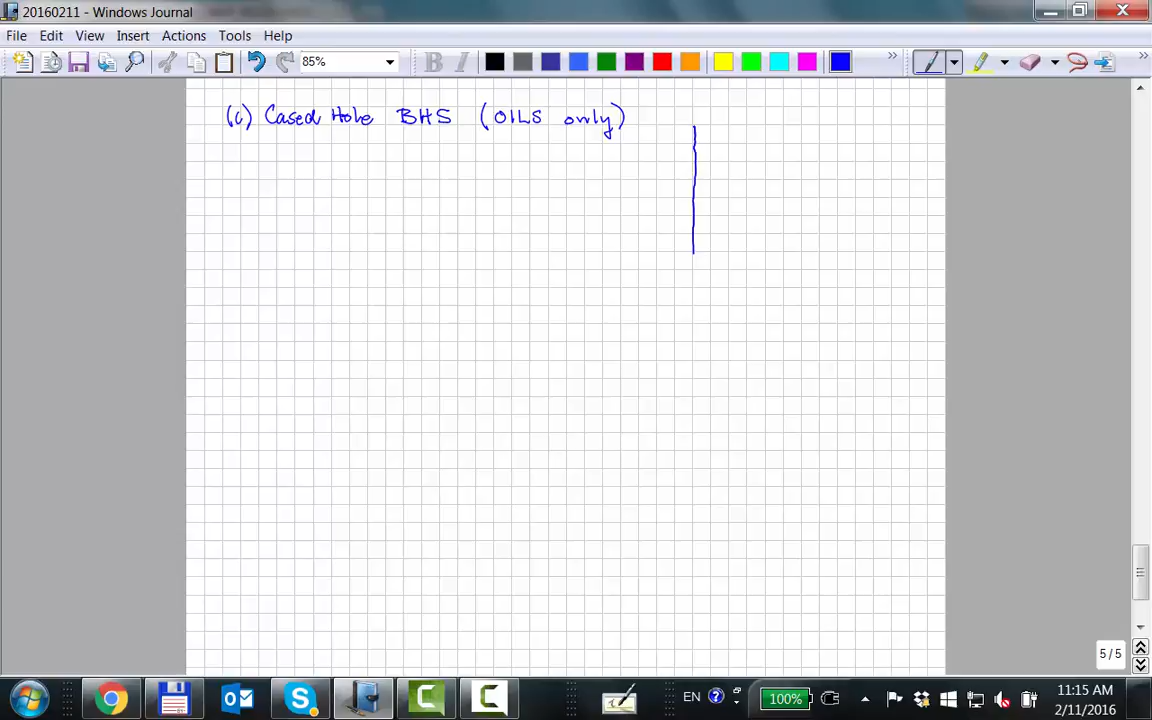 20160211 - Windows Journal
File Edit View Insert Actions Tools Help
85%
B I
(c) Cased Hole BHS (OILS only)
5 / 5
EN
100%
11:15 AM
2/11/2016